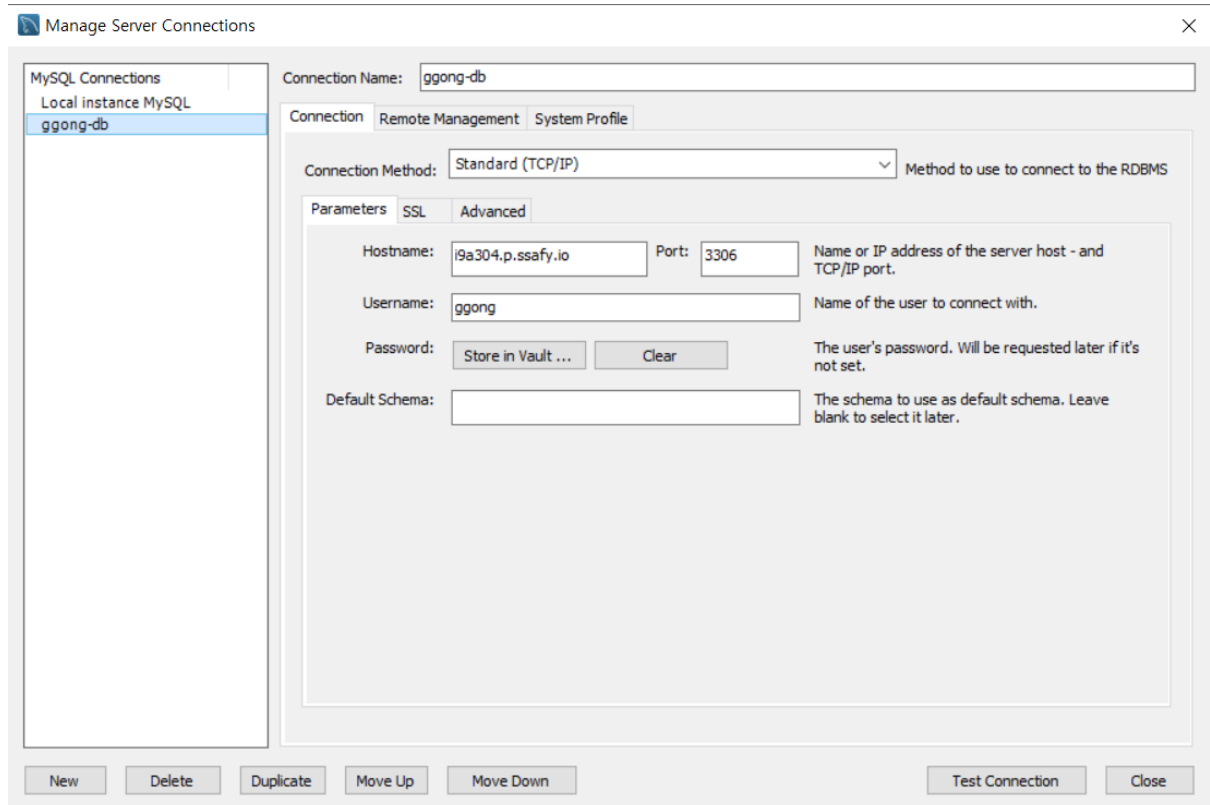 Manage Server Connections
MySQL Connections
Local instance MySQL
ggong-db
Connection Name: ggong-db
Connection Remote Management System Profile
Connection Method: Standard (TCP/IP) Method to use to connect to the RDBMS
Parameters SSL Advanced
Hostname: i9a304.p.ssafy.io Port: 3306 Name or IP address of the server host - and
TCP/IP port.
Username: ggong Name of the user to connect with.
Password: Store in Vault ... Clear The user's password. Will be requested later if it's
not set.
Default Schema: The schema to use as default schema. Leave
blank to select it later.
New Delete Duplicate Move Up Move Down Test Connection Close